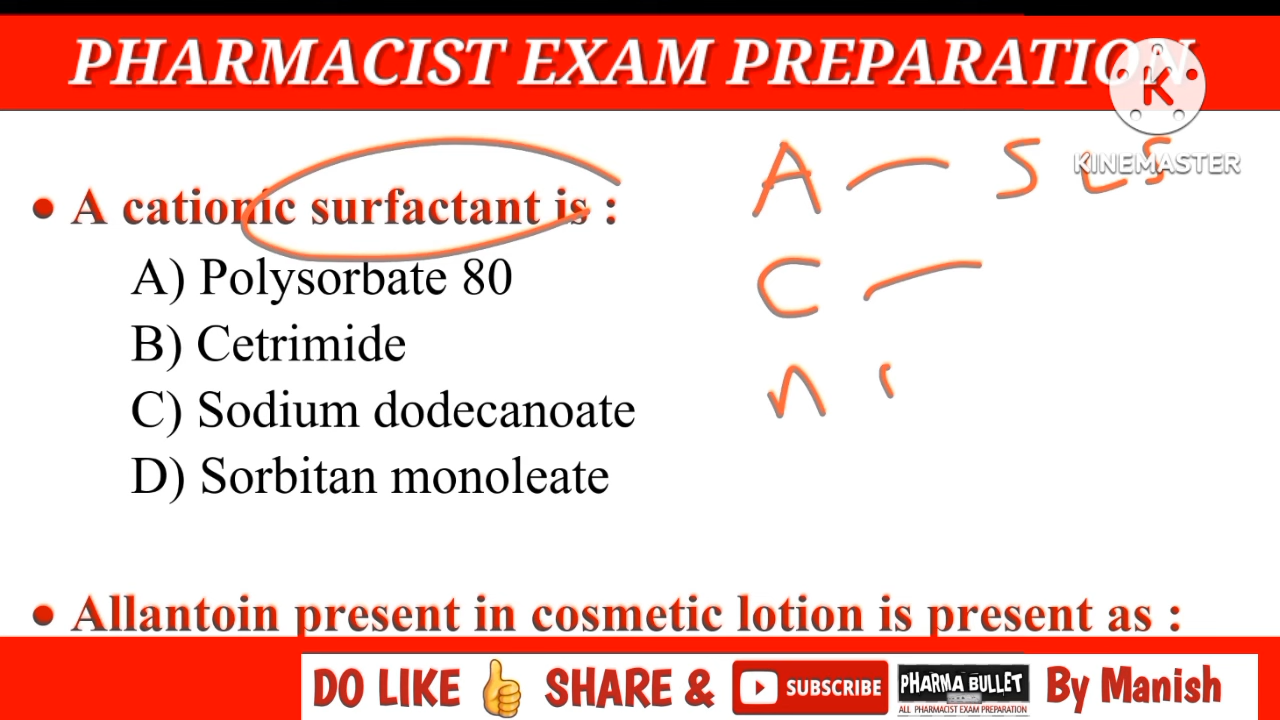 PHARMACIST EXAM PREPARATION
K
KINEMASTER
• A cationic surfactant is :
A — SLS
A) Polysorbate 80
C —
B) Cetrimide
n
C) Sodium dodecanoate
D) Sorbitan monoleate
• Allantoin present in cosmetic lotion is present as :
DO LIKE 👍 SHARE & SUBSCRIBE PHARMA BULLET By Manish
ALL PHARMACIST EXAM PREPARATION